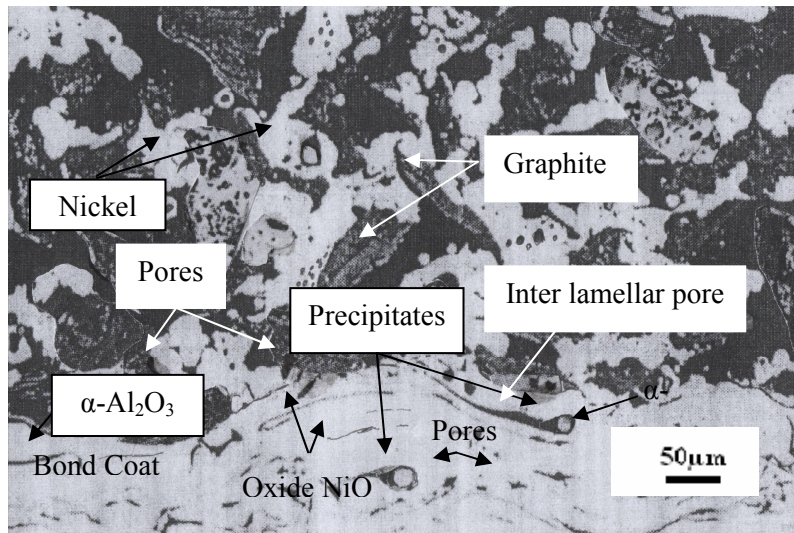 Graphite
Nickel
Pores
Inter lamellar pore
Precipitates
α-Al₂O₃
α-
Pores
Bond Coat
Oxide NiO
50µm